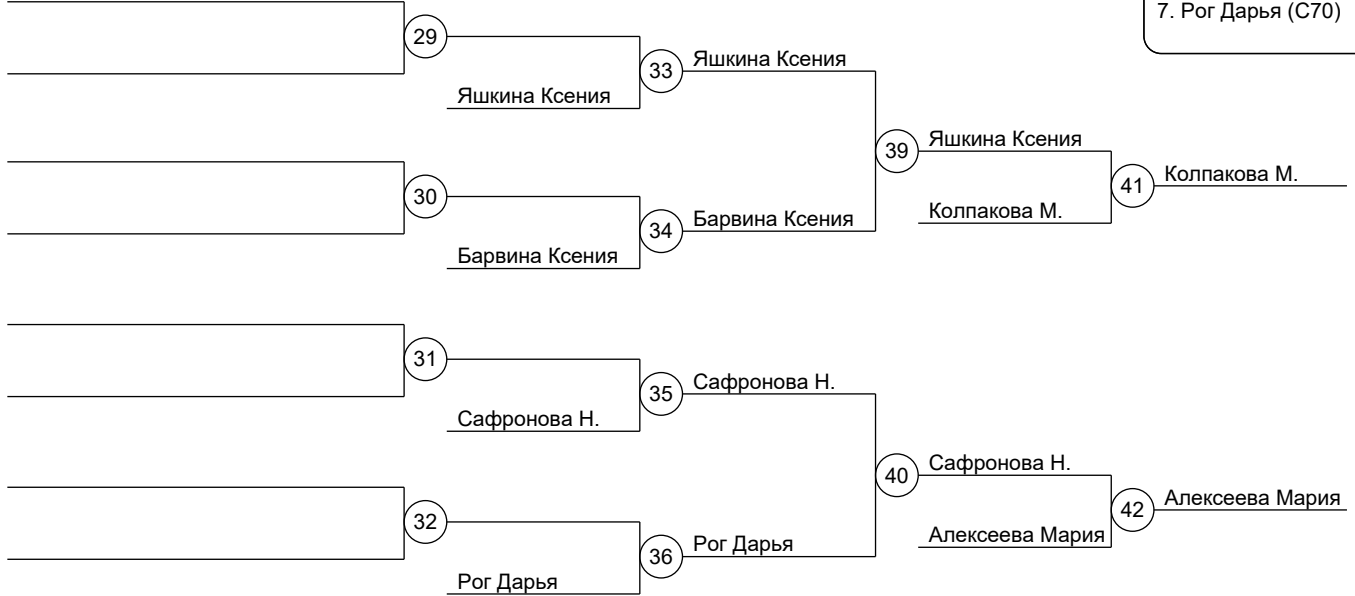 7. Рог Дарья (C70)
29
33
Яшкина Ксения
Яшкина Ксения
39
Яшкина Ксения
41
Колпакова М.
30
Колпакова М.
34
Барвина Ксения
Барвина Ксения
31
35
Сафронова Н.
Сафронова Н.
40
Сафронова Н.
42
Алексеева Мария
32
Алексеева Мария
36
Рог Дарья
Рог Дарья